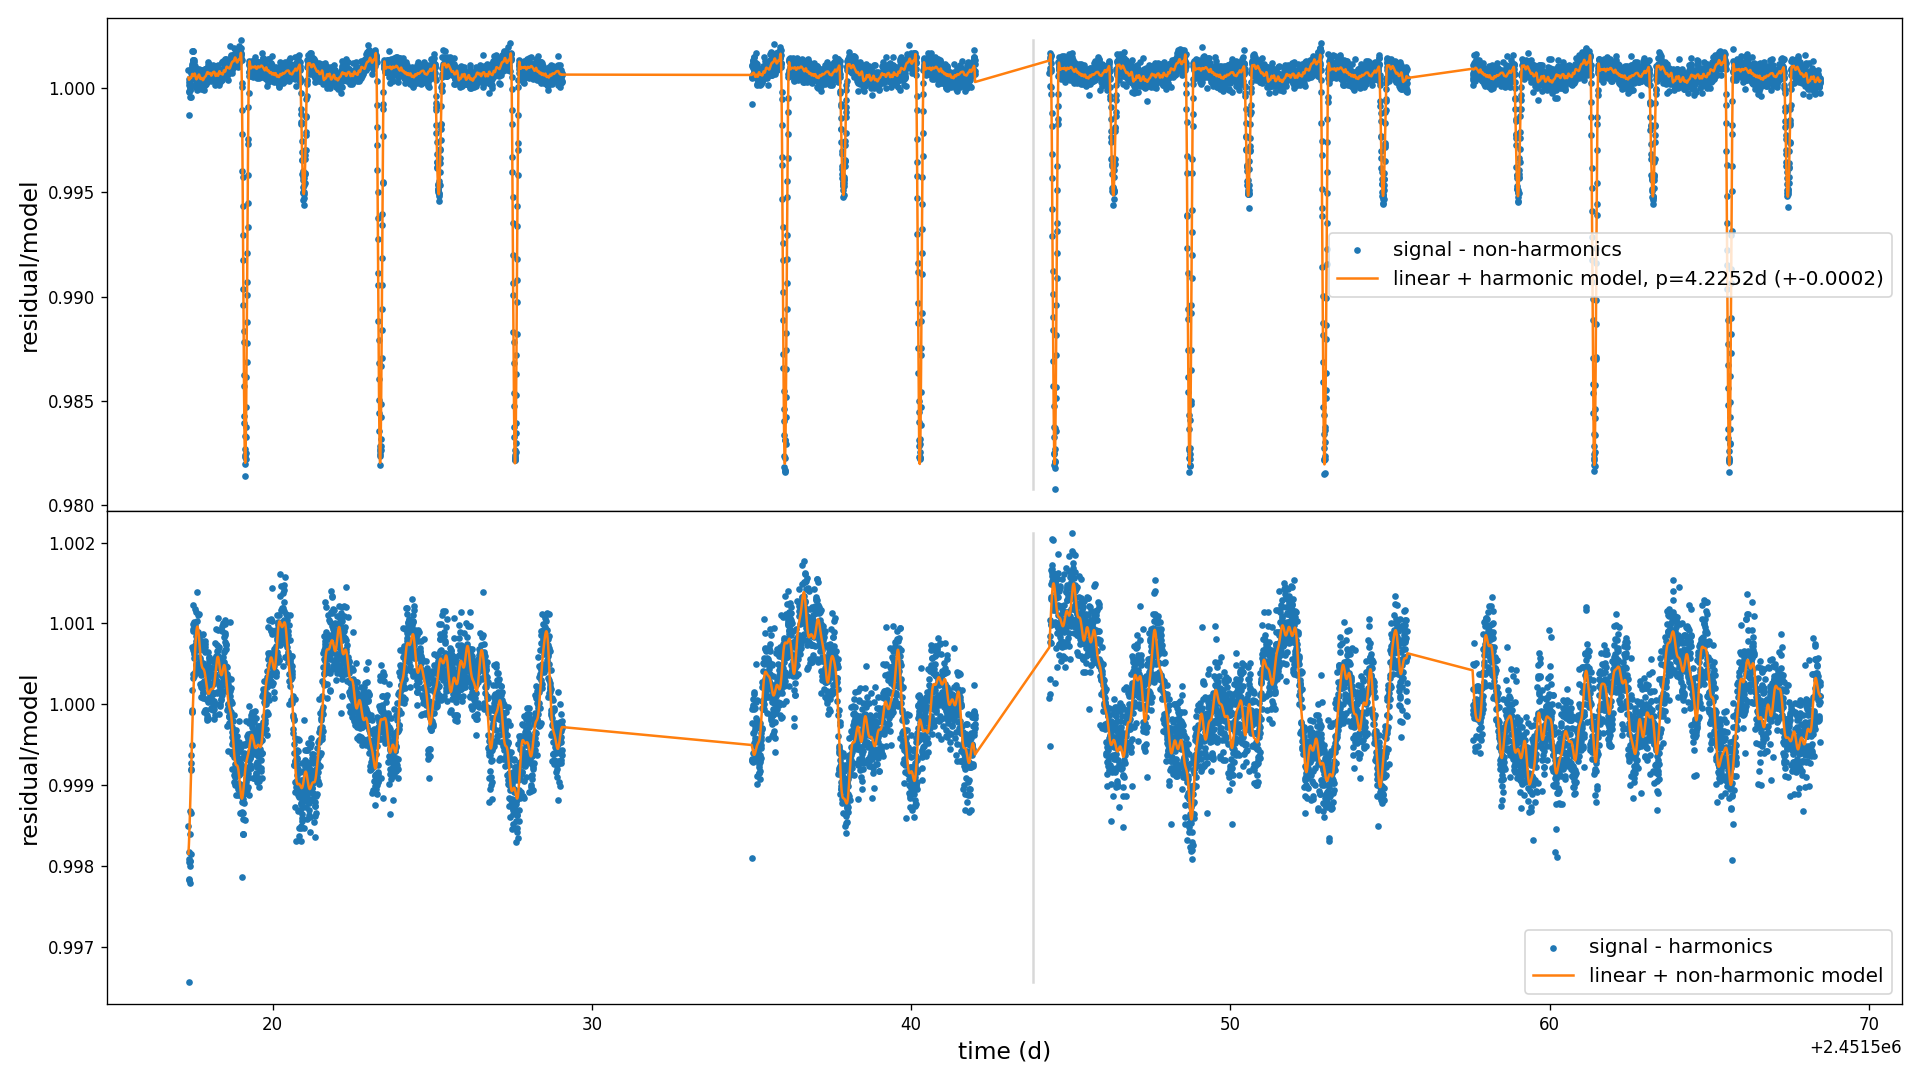 1.000
0.995
0.990
0.985
0.980
residual/model
signal - non-harmonics
linear + harmonic model, p=4.2252d (+-0.0002)
1.002
1.001
1.000
0.999
0.998
0.997
residual/model
signal - harmonics
linear + non-harmonic model
20 30 40 50 60 70
time (d)
+2.4515e6